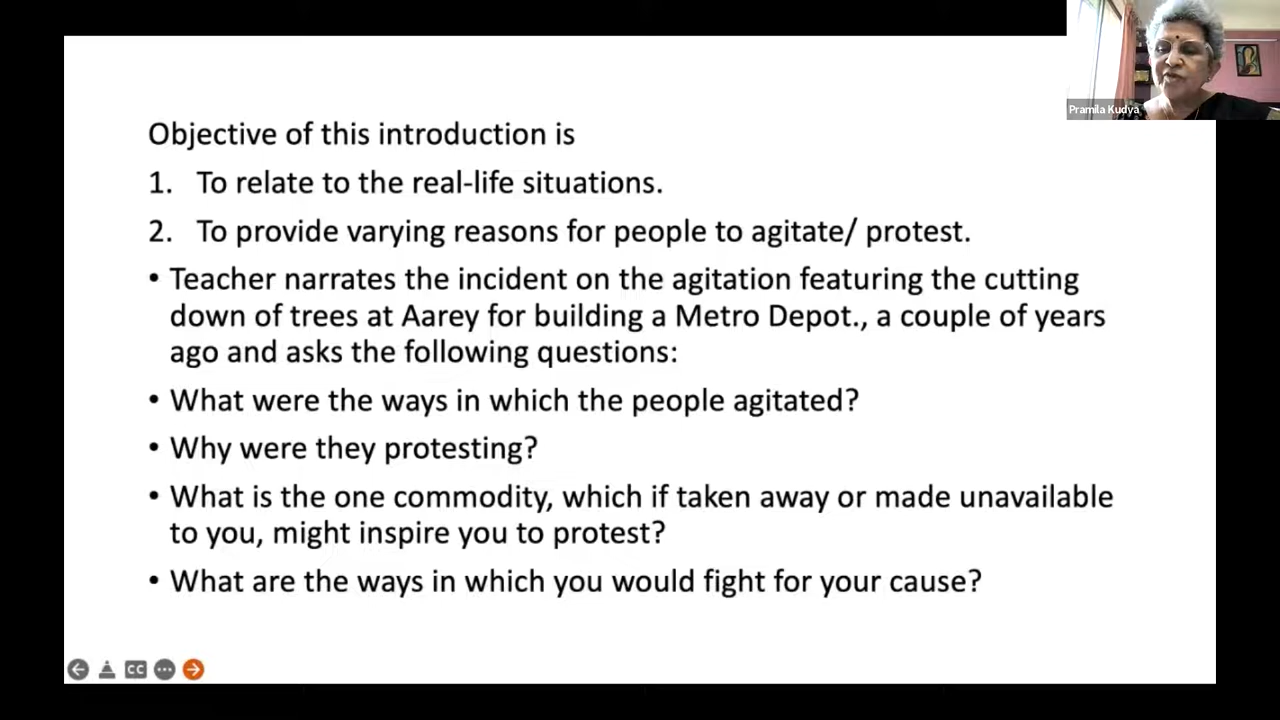 Pramila Kudya
Objective of this introduction is
1. To relate to the real-life situations.
2. To provide varying reasons for people to agitate/ protest.
• Teacher narrates the incident on the agitation featuring the cutting
down of trees at Aarey for building a Metro Depot., a couple of years
ago and asks the following questions:
• What were the ways in which the people agitated?
• Why were they protesting?
• What is the one commodity, which if taken away or made unavailable
to you, might inspire you to protest?
• What are the ways in which you would fight for your cause?
CC